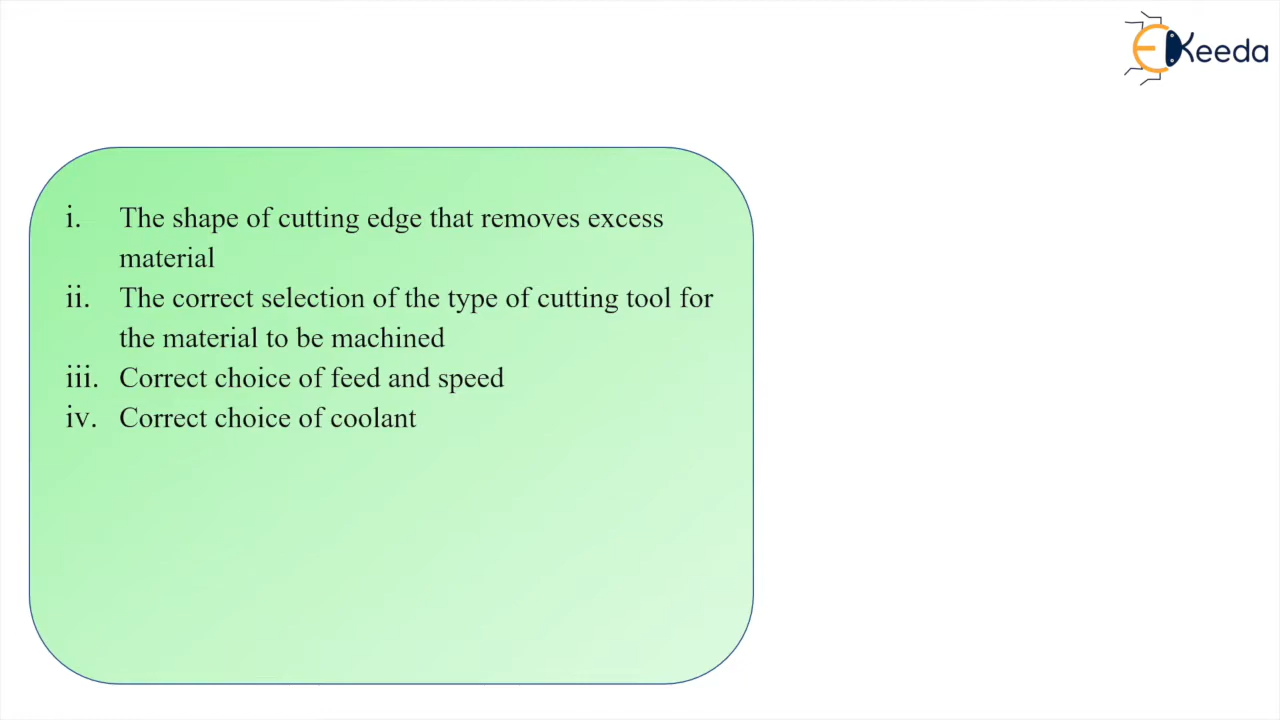 EKeeda
i. The shape of cutting edge that removes excess
material
ii. The correct selection of the type of cutting tool for
the material to be machined
iii. Correct choice of feed and speed
iv. Correct choice of coolant